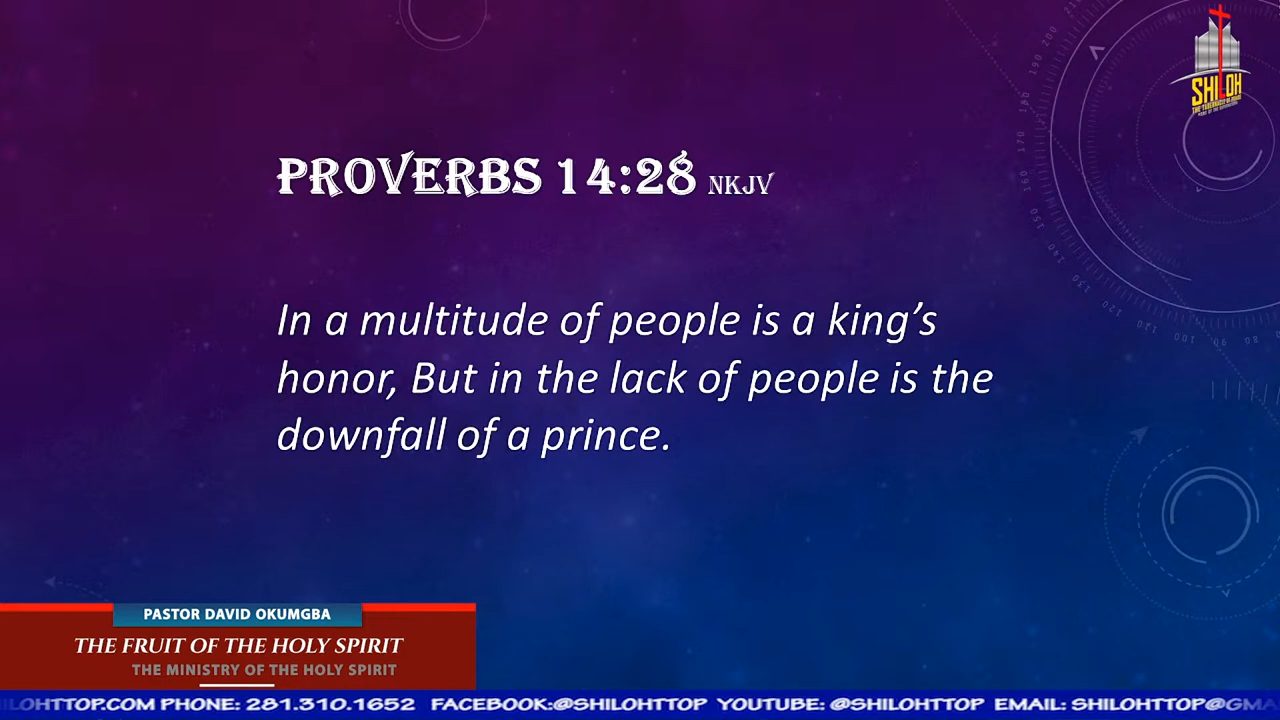 SHILOH
PROVERBS 14:28 NKJV
In a multitude of people is a king’s
honor, But in the lack of people is the
downfall of a prince.
PASTOR DAVID OKUMGBA
THE FRUIT OF THE HOLY SPIRIT
THE MINISTRY OF THE HOLY SPIRIT
LOHTTOP.COM PHONE: 281.310.1652 FACEBOOK:@SHILOHTTOP YOUTUBE: @SHILOHTTOP EMAIL: SHILOHTTOP@GMA